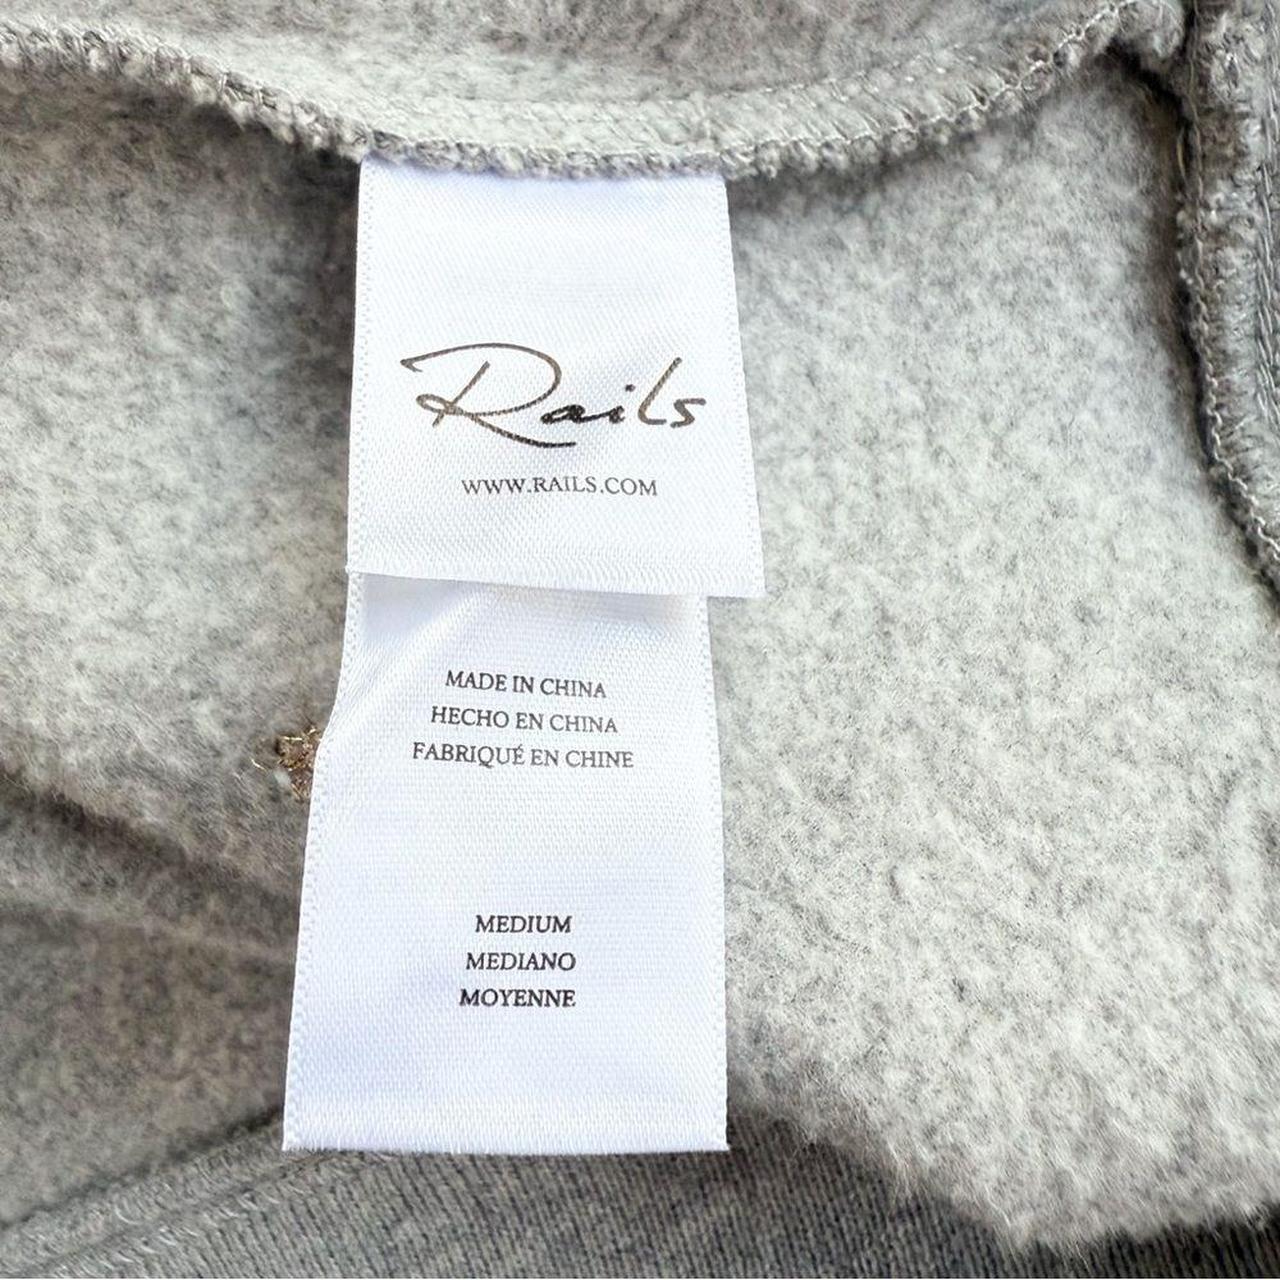 Rails
WWW.RAILS.COM
MADE IN CHINA
HECHO EN CHINA
FABRIQUÉ EN CHINE
MEDIUM
MEDIANO
MOYENNE